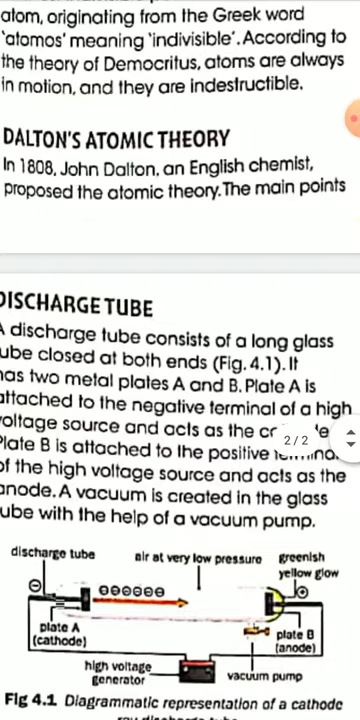 atom, originating from the Greek word
'atomos' meaning 'indivisible'. According to
the theory of Democritus, atoms are always
in motion, and they are indestructible.
DALTON'S ATOMIC THEORY
In 1808, John Dalton, an English chemist,
proposed the atomic theory. The main points
DISCHARGE TUBE
A discharge tube consists of a long glass
tube closed at both ends (Fig. 4.1). It
has two metal plates A and B. Plate A is
attached to the negative terminal of a high
voltage source and acts as the
Plate B is attached to the positive
2 / 2
of the high voltage source and acts as the
anode. A vacuum is created in the glass
tube with the help of a vacuum pump.
discharge tube air at very low pressure greenish
yellow glow
plate A
(cathode)
plate B
(anode)
high voltage
generator
vacuum pump
Fig 4.1 Diagrammatic representation of a cathode